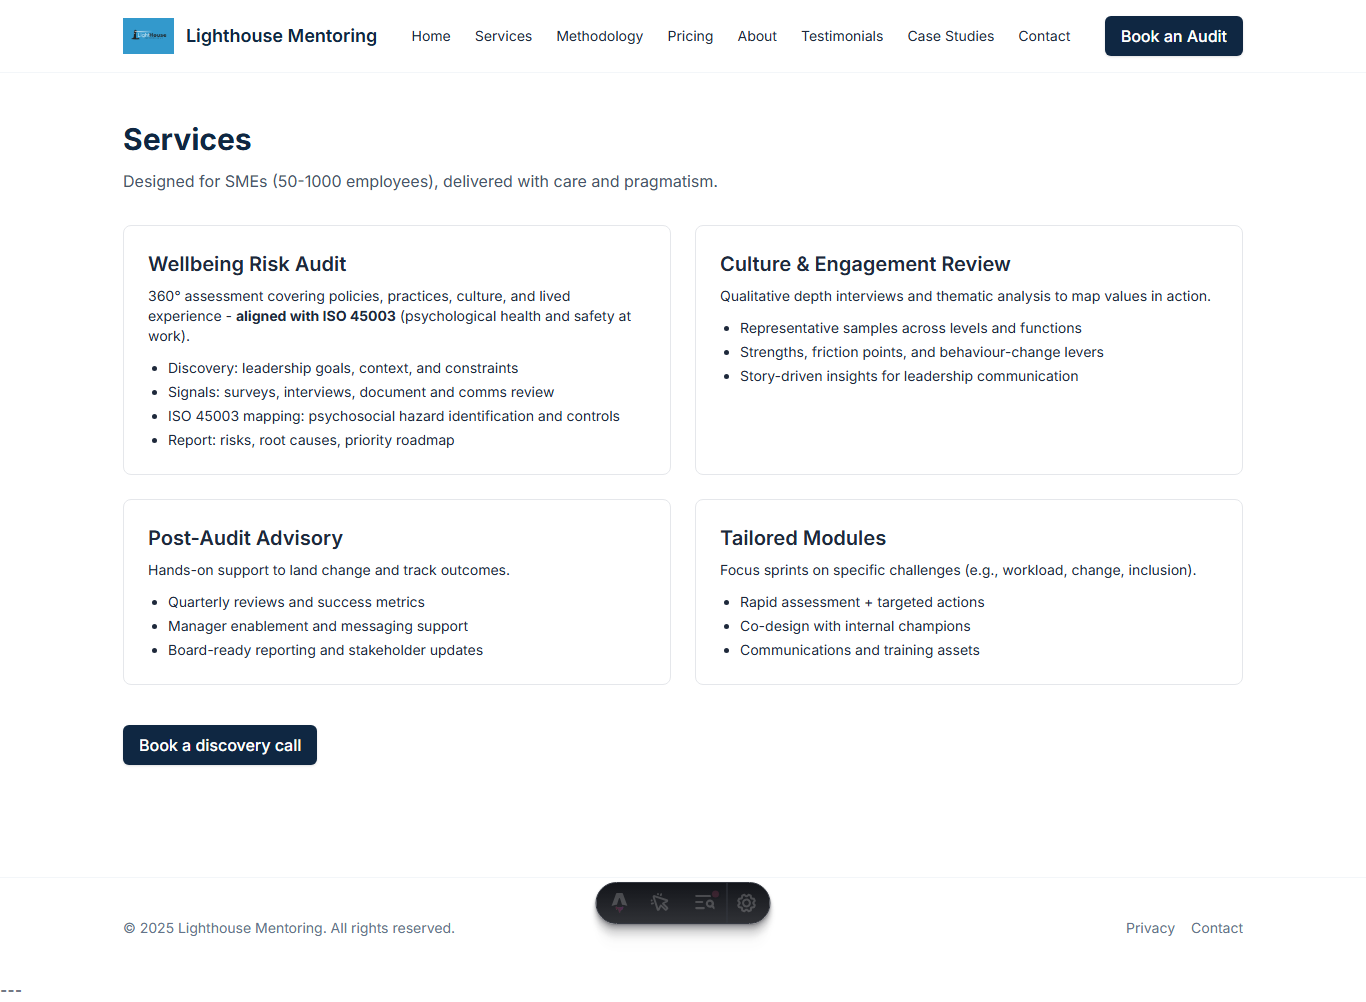 LightHouse
Lighthouse Mentoring
Home
Services
Methodology
Pricing
About
Testimonials
Case Studies
Contact
Book an Audit
Services
Designed for SMEs (50-1000 employees), delivered with care and pragmatism.
Wellbeing Risk Audit
360° assessment covering policies, practices, culture, and lived
experience - aligned with ISO 45003 (psychological health and safety at
work).
• Discovery: leadership goals, context, and constraints
• Signals: surveys, interviews, document and comms review
• ISO 45003 mapping: psychosocial hazard identification and controls
• Report: risks, root causes, priority roadmap
Culture & Engagement Review
Qualitative depth interviews and thematic analysis to map values in action.
• Representative samples across levels and functions
• Strengths, friction points, and behaviour-change levers
• Story-driven insights for leadership communication
Post-Audit Advisory
Hands-on support to land change and track outcomes.
• Quarterly reviews and success metrics
• Manager enablement and messaging support
• Board-ready reporting and stakeholder updates
Tailored Modules
Focus sprints on specific challenges (e.g., workload, change, inclusion).
• Rapid assessment + targeted actions
• Co-design with internal champions
• Communications and training assets
Book a discovery call
© 2025 Lighthouse Mentoring. All rights reserved.
Privacy
Contact
---